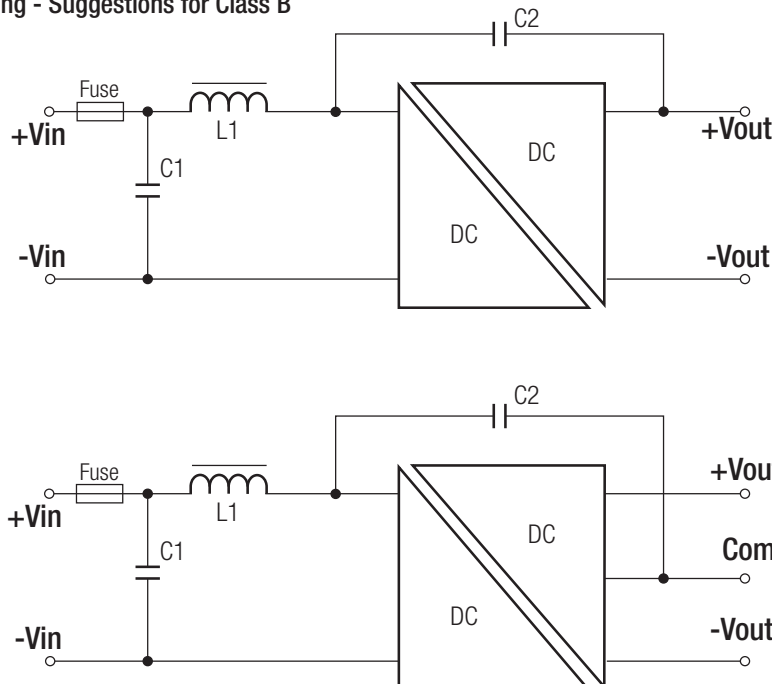 ng - Suggestions for Class B
C2
Fuse
+Vin
L1
+Vout
DC
C1
DC
-Vin
-Vout
C2
Fuse
+Vou
+Vin
L1
DC
Com
C1
DC
-Vin
-Vout